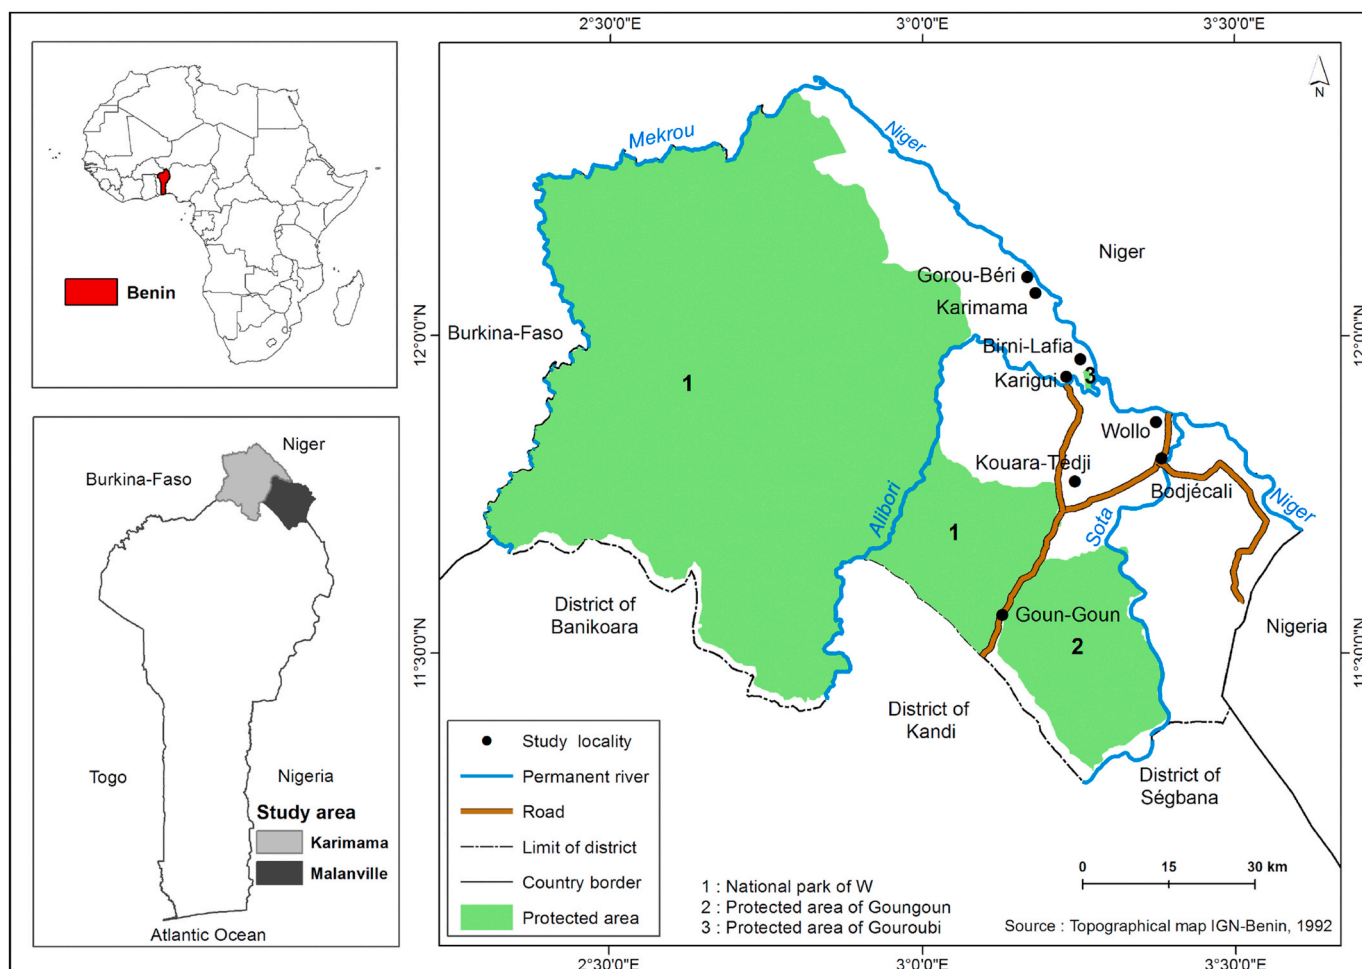 2°30'0"E
3°0'0"E
3°30'0"E
Benin
N
Mekrou
Niger
Niger
Gorou-Béri
Karimama
12°0'0"N
Burkina-Faso
12°0'0"N
Birni-Lafia
1
3
Karigui
Wollo
Niger
Burkina-Faso
Kouara-Tédji
Bodjécali
Alibori
Niger
Sota
1
District of
Banikoara
Goun-Goun
Nigeria
2
11°30'0"N
11°30'0"N
District of
Kandi
Study locality
Permanent river
District of
Ségbana
Togo
Nigeria
Study area
Karimama
Malanville
Atlantic Ocean
Road
Limit of district
Country border
Protected area
0 15 30 km
1 : National park of W
2 : Protected area of Goungoun
3 : Protected area of Gouroubi
Source : Topographical map IGN-Benin, 1992
2°30'0"E
3°0'0"E
3°30'0"E